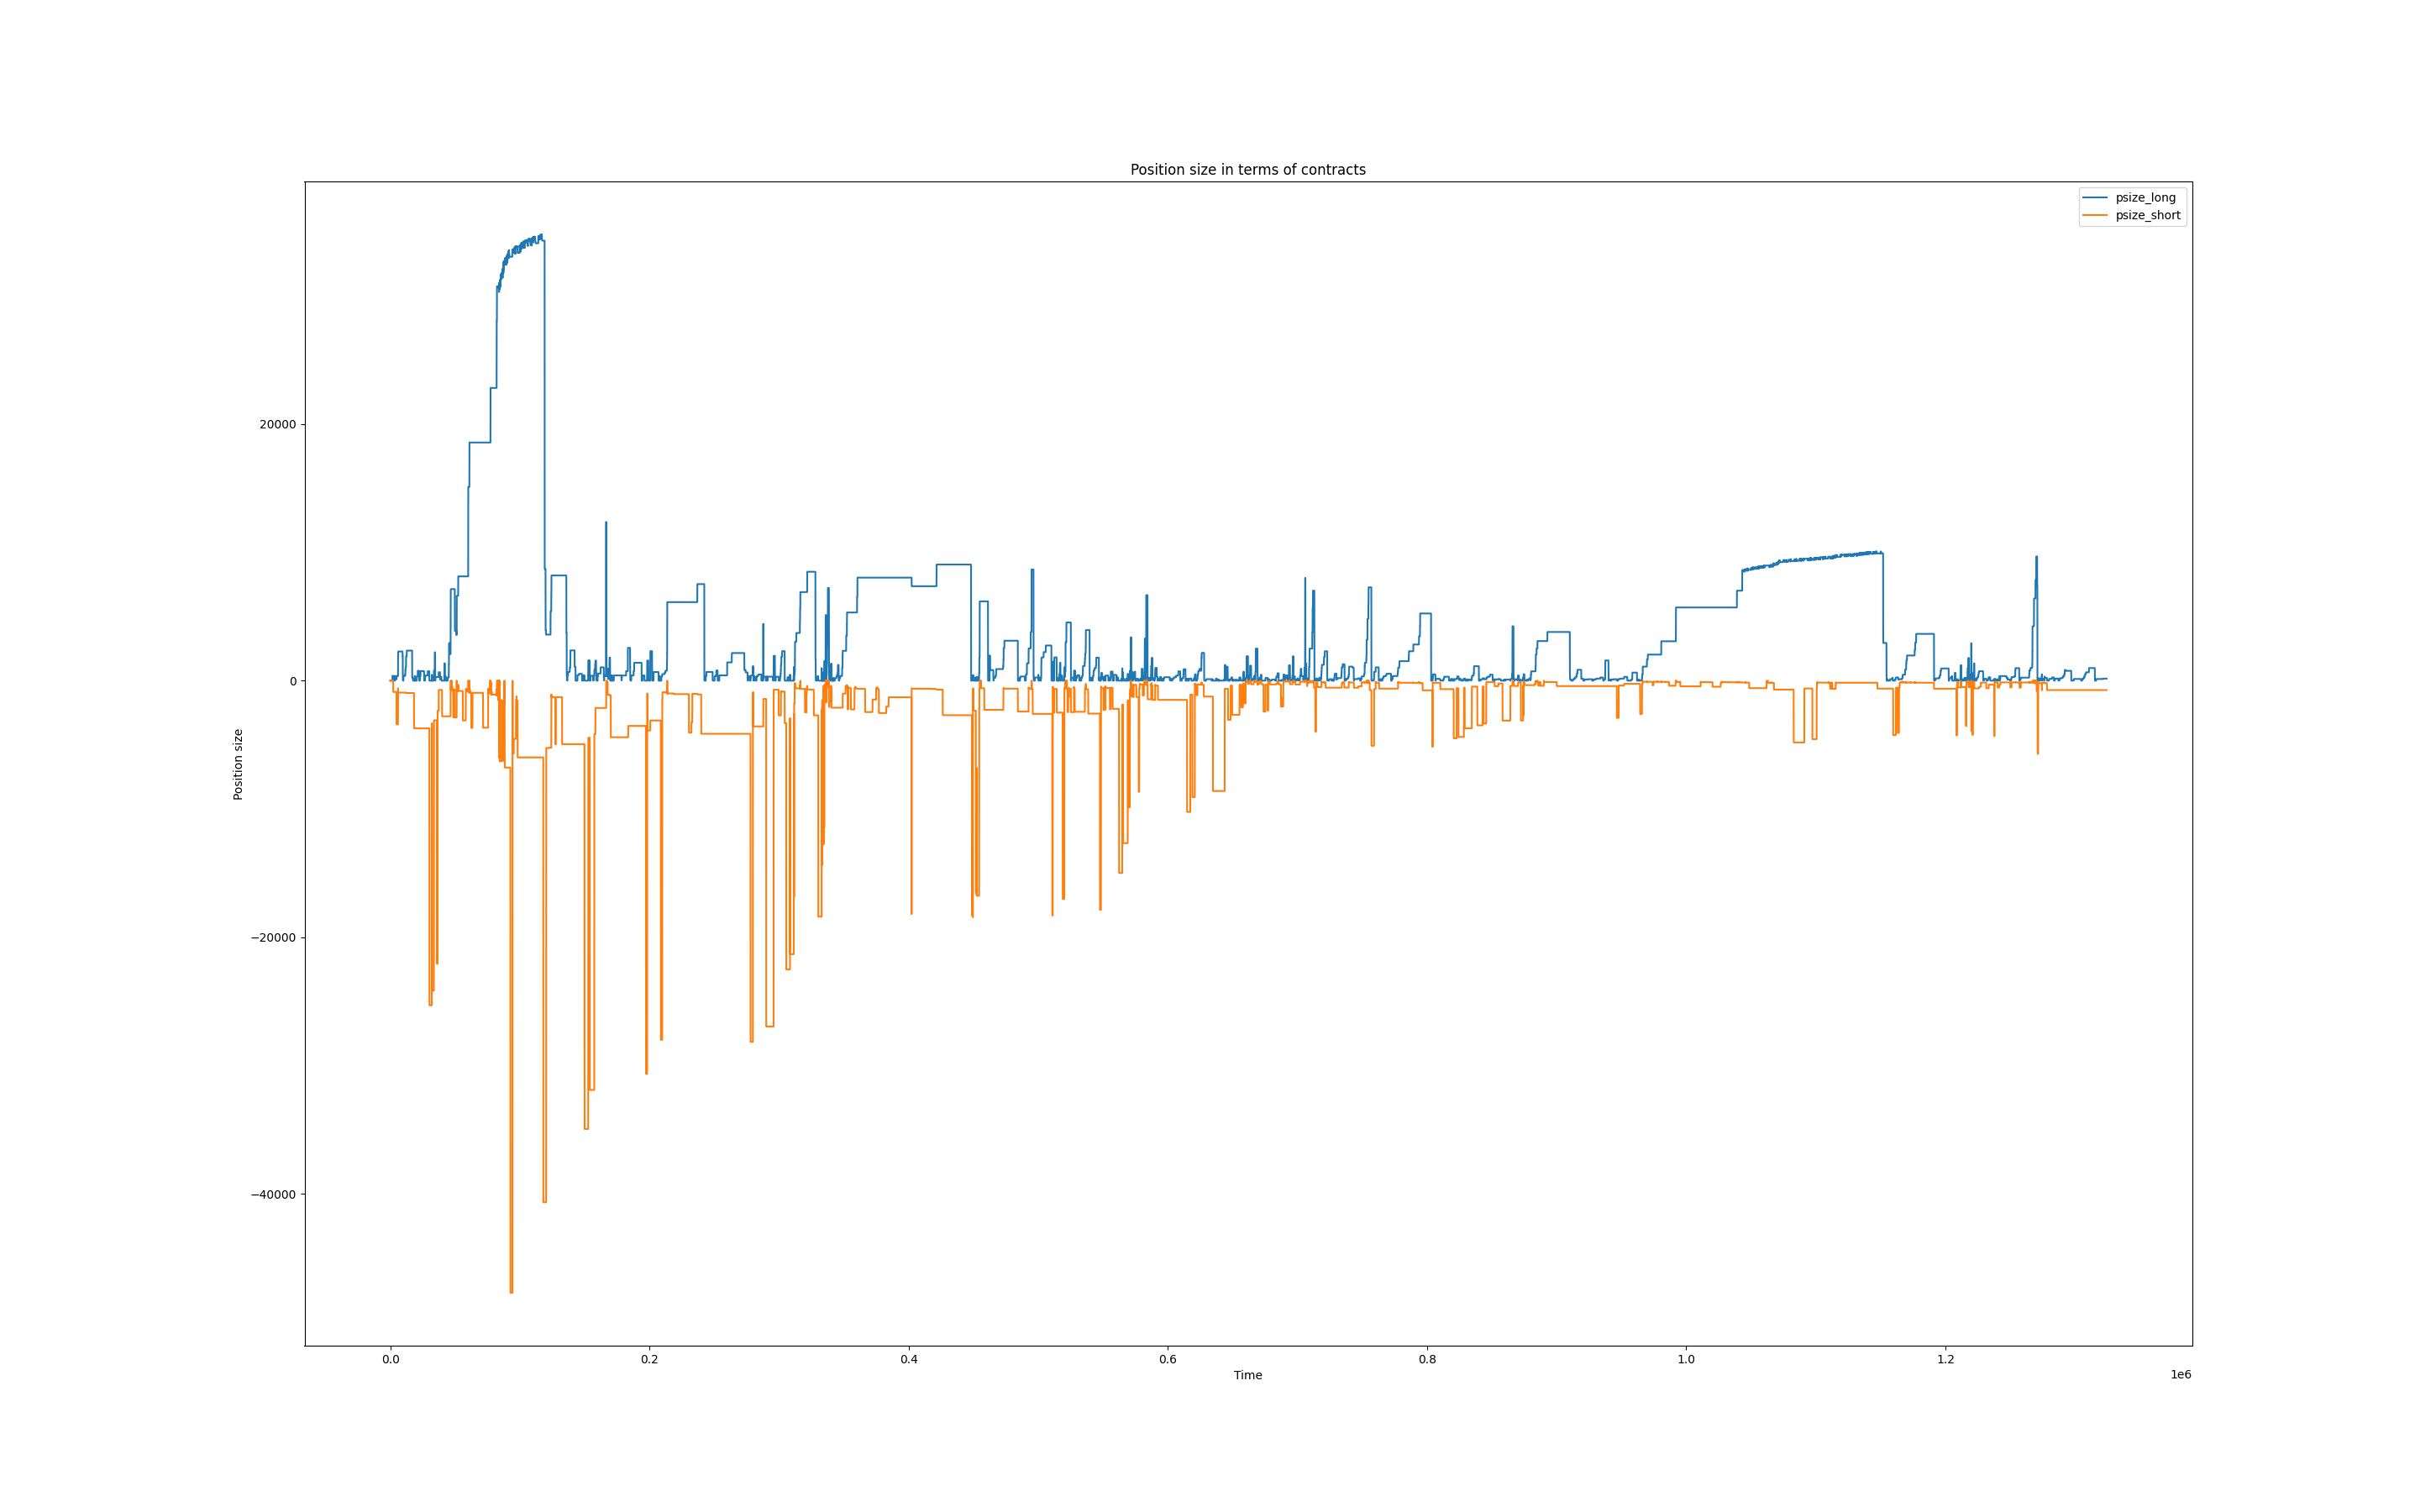 Position size in terms of contracts
psize_long
psize_short
20000
0
−20000
−40000
Position size
0.0 0.2 0.4 0.6 0.8 1.0 1.2
Time
1e6